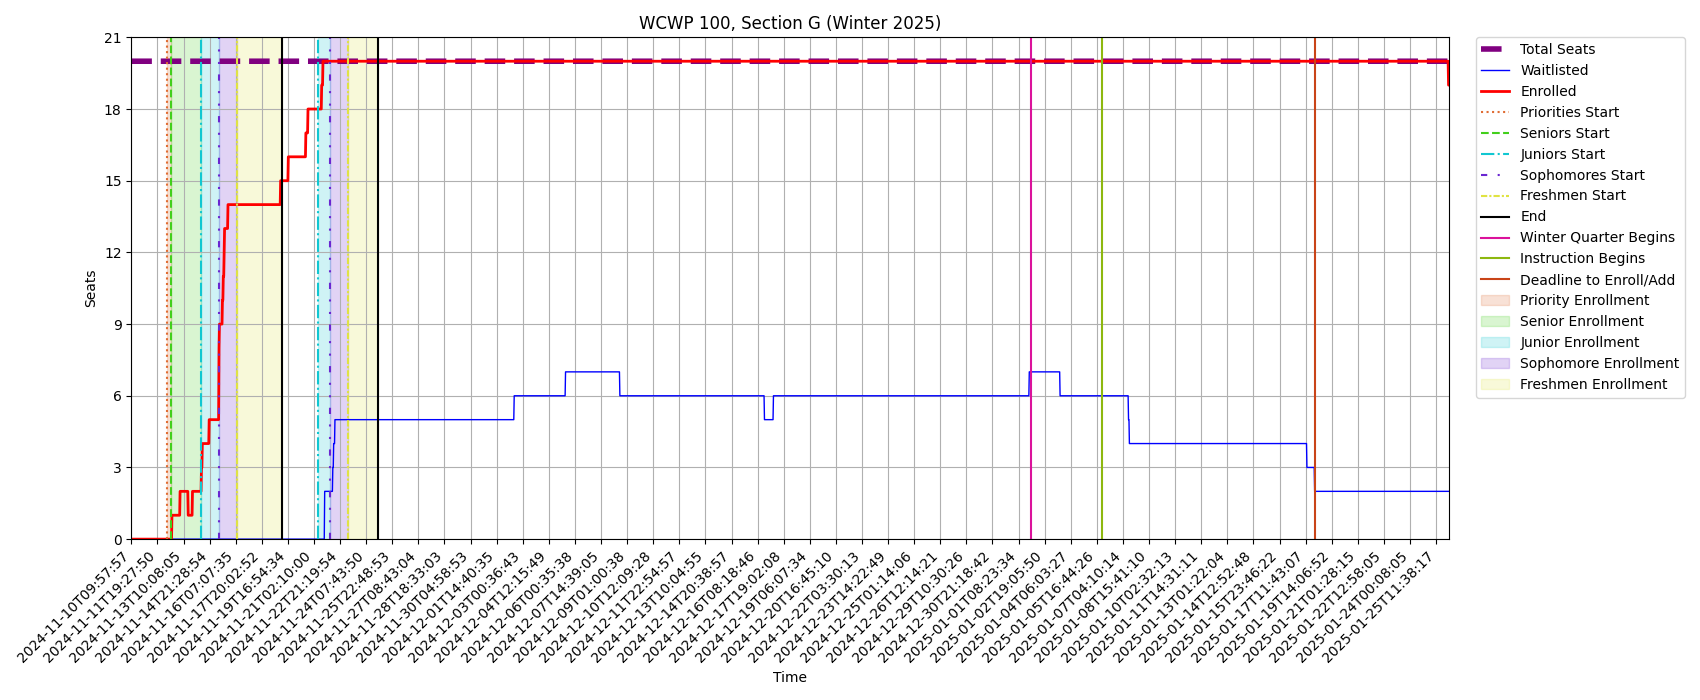 WCWP 100, Section G (Winter 2025)
Seats
21
18
15
12
9
6
3
0
2024-11-10T09:57:57
2024-11-11T19:27:50
2024-11-13T10:08:05
2024-11-14T21:28:54
2024-11-16T07:07:35
2024-11-17T20:02:52
2024-11-19T16:54:34
2024-11-21T02:10:00
2024-11-22T21:19:54
2024-11-24T07:43:50
2024-11-25T22:48:53
2024-11-27T08:43:04
2024-11-28T18:33:03
2024-11-30T04:58:53
2024-12-01T14:40:35
2024-12-03T00:36:43
2024-12-04T12:15:49
2024-12-06T00:35:38
2024-12-07T14:39:05
2024-12-09T01:00:38
2024-12-10T12:09:28
2024-12-11T22:54:57
2024-12-13T10:04:55
2024-12-14T20:38:57
2024-12-16T08:18:46
2024-12-17T19:02:08
2024-12-19T06:07:34
2024-12-20T16:45:10
2024-12-22T03:30:13
2024-12-23T14:22:49
2024-12-25T01:14:06
2024-12-26T12:14:21
2024-12-29T10:30:26
2024-12-30T21:18:42
2025-01-01T08:23:34
2025-01-02T19:05:50
2025-01-04T06:03:27
2025-01-05T16:44:26
2025-01-07T04:10:14
2025-01-08T15:41:10
2025-01-10T02:32:13
2025-01-11T14:31:11
2025-01-13T01:22:04
2025-01-14T12:52:48
2025-01-15T23:46:22
2025-01-17T11:43:07
2025-01-19T14:06:52
2025-01-21T01:28:15
2025-01-22T12:58:05
2025-01-24T00:08:05
2025-01-25T11:38:17
Time
Total Seats
Waitlisted
Enrolled
Priorities Start
Seniors Start
Juniors Start
Sophomores Start
Freshmen Start
End
Winter Quarter Begins
Instruction Begins
Deadline to Enroll/Add
Priority Enrollment
Senior Enrollment
Junior Enrollment
Sophomore Enrollment
Freshmen Enrollment